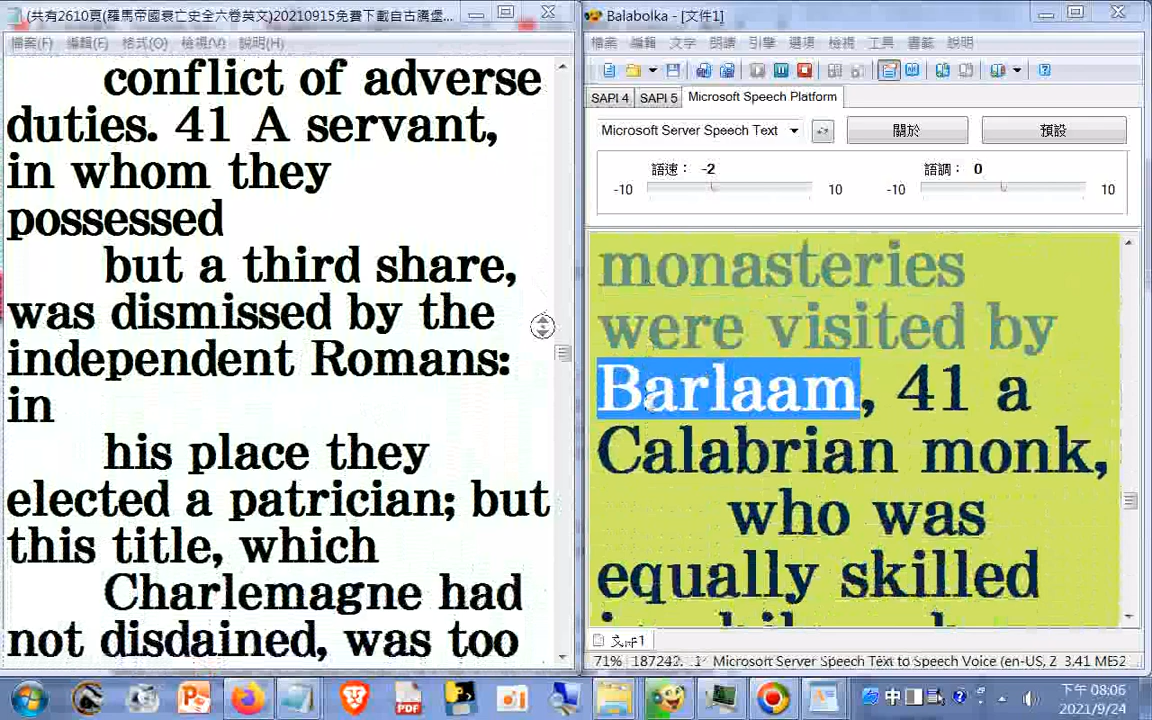 (共有2610頁(羅馬帝國衰亡史全六卷英文)20210915免費下載自古騰堡...
檔案(F) 編輯(E) 格式(O) 檢視(V) 說明(H)
conflict of adverse
duties. 41 A servant,
in whom they
possessed
but a third share,
was dismissed by the
independent Romans:
in
his place they
elected a patrician; but
this title, which
Charlemagne had
not disdained, was too
Balabolka - [文件1]
檔案 編輯 文字 朗讀 引擎 選項 檢視 工具 書籤 說明
SAPI 4 SAPI 5 Microsoft Speech Platform
Microsoft Server Speech Text 關於 預設
語速： -2 語調： 0
-10 10 -10 10
monasteries
were visited by
Barlaam, 41 a
Calabrian monk,
who was
equally skilled
文件1
71% Microsoft Server Speech Text to Speech Voice (en-US, Z
下午 08:06
2021/9/24